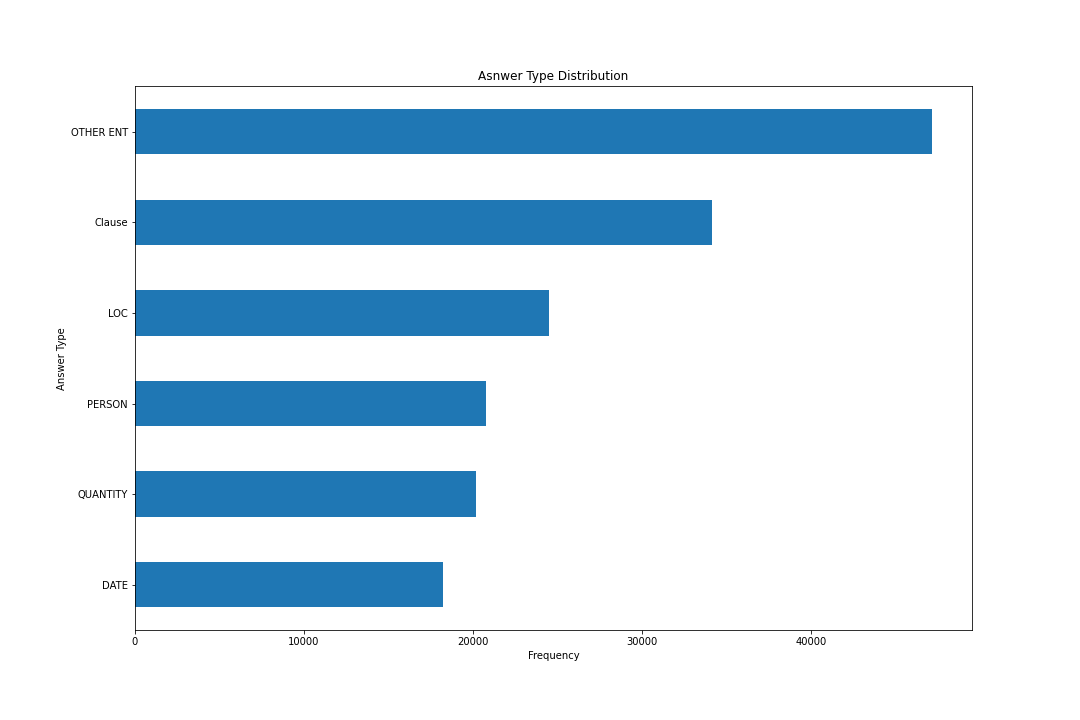 Asnwer Type Distribution
OTHER ENT
Clause
LOC
PERSON
QUANTITY
DATE
Answer Type
0 10000 20000 30000 40000
Frequency